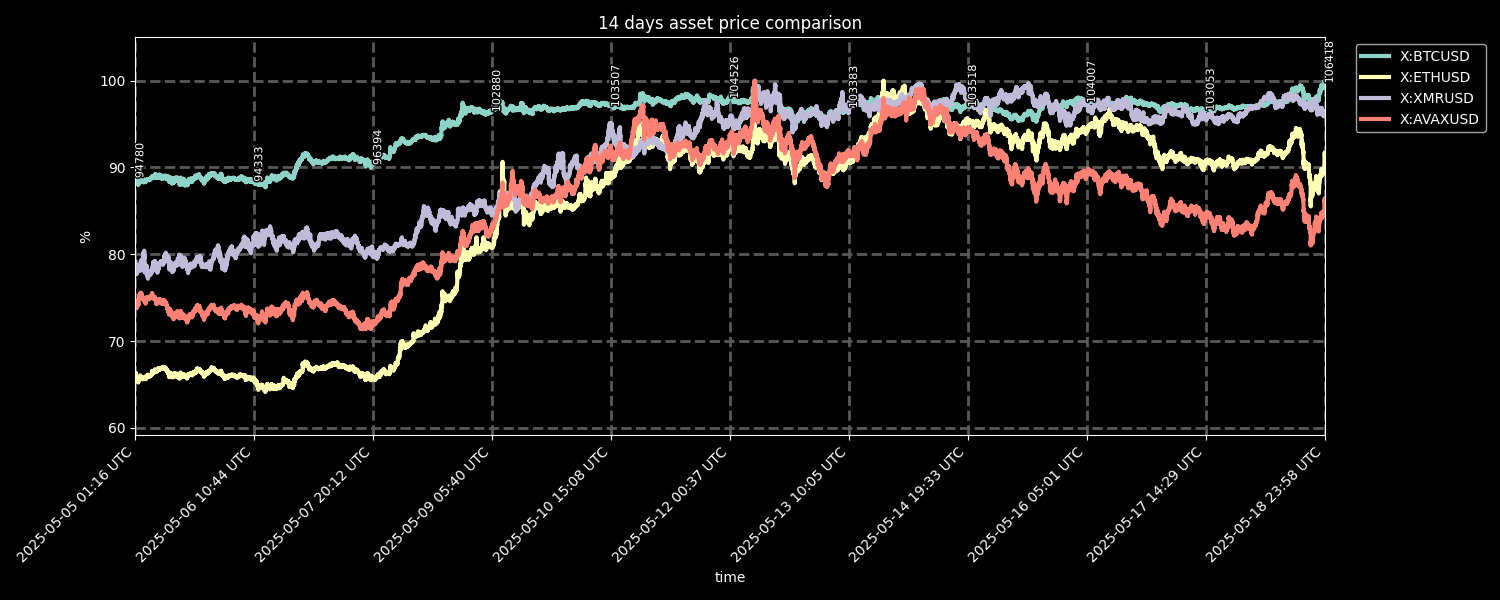 14 days asset price comparison
X:BTCUSD
X:ETHUSD
X:XMRUSD
X:AVAXUSD
100
90
80
70
60
%
94780
94333
96394
102880
103507
104526
103383
103518
104007
103053
106418
2025-05-05 01:16 UTC
2025-05-06 10:44 UTC
2025-05-07 20:12 UTC
2025-05-09 05:40 UTC
2025-05-10 15:08 UTC
2025-05-12 00:37 UTC
2025-05-13 10:05 UTC
2025-05-14 19:33 UTC
2025-05-16 05:01 UTC
2025-05-17 14:29 UTC
2025-05-18 23:58 UTC
time